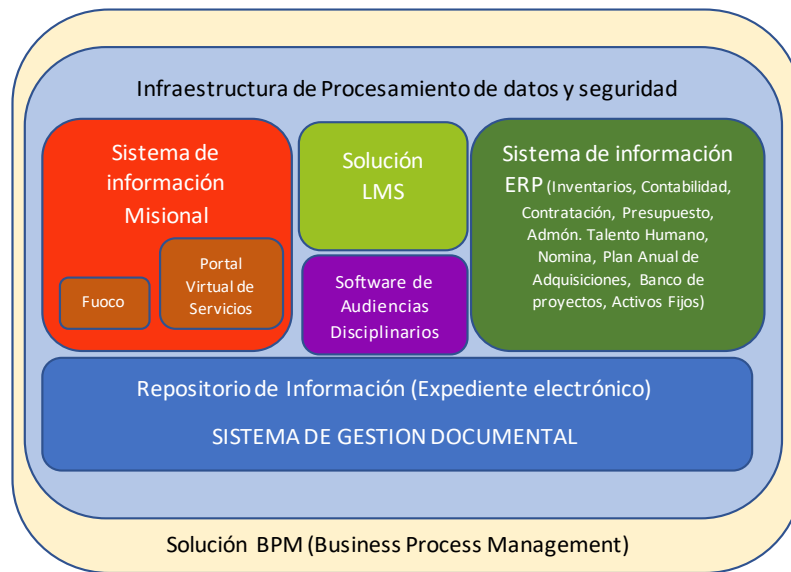 Infraestructura de Procesamiento de datos y seguridad
Sistema de
información
Misional
Fuoco
Portal
Virtual de
Servicios
Solución
LMS
Software de
Audiencias
Disciplinarios
Sistema de información
ERP (Inventarios, Contabilidad,
Contratación, Presupuesto,
Admón. Talento Humano,
Nomina, Plan Anual de
Adquisiciones, Banco de
proyectos, Activos Fijos)
Repositorio de Información (Expediente electrónico)
SISTEMA DE GESTION DOCUMENTAL
Solución BPM (Business Process Management)